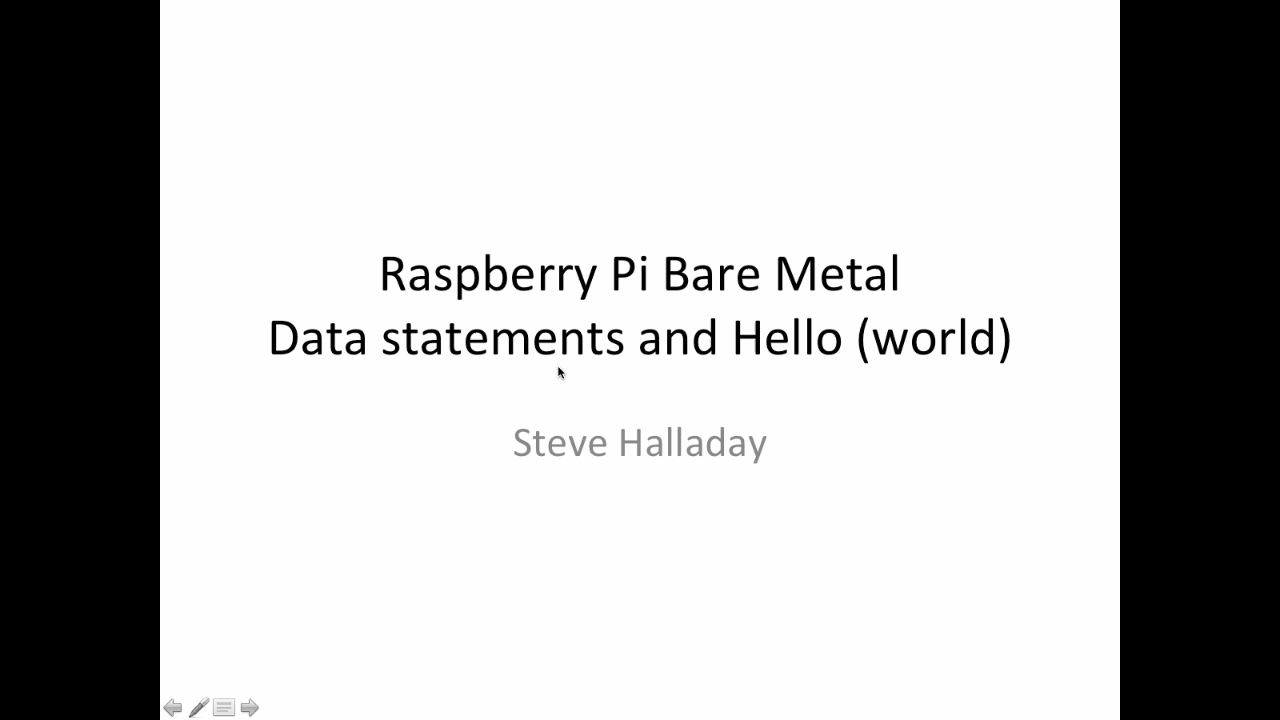 Raspberry Pi Bare Metal
Data statements and Hello (world)
Steve Halladay